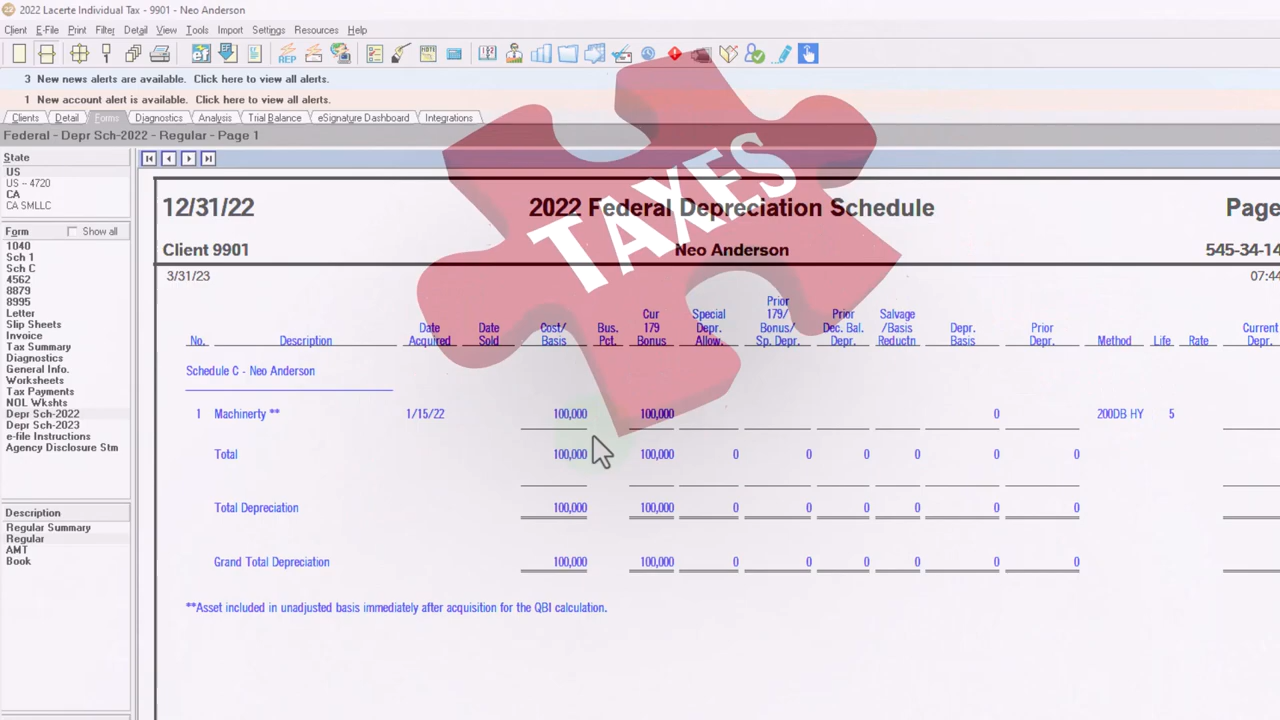 2022 Lacerte Individual Tax - 9901 - Neo Anderson
Client E-File Print Filter Detail View Tools Import Settings Resources Help
3 New news alerts are available. Click here to view all alerts.
1 New account alert is available. Click here to view all alerts.
Clients Detail Forms Diagnostics Analysis Trial Balance eSignature Dashboard Integrations
Federal - Depr Sch-2022 - Regular - Page 1
State
US
US -- 4720
CA
CA SMLLC
Form Show all
1040
Sch 1
Sch C
4562
8879
8995
Letter
Slip Sheets
Invoice
Tax Summary
Diagnostics
General Info.
Worksheets
Tax Payments
NOL Wkshts
Depr Sch-2022
Depr Sch-2023
e-file Instructions
Agency Disclosure Stm
Description
Regular Summary
Regular
AMT
Book
TAXES
12/31/22 2022 Federal Depreciation Schedule Page
Client 9901 Neo Anderson 545-34-14
3/31/23 07:44
Prior
Cur Special 179/ Prior Salvage
Date Date Cost/ Bus. 179 Depr. Bonus/ Dec. Bal. /Basis Depr. Prior Current
No. Description Acquired Sold Basis Pct. Bonus Allow. Sp. Depr. Depr. Reductn Basis Depr. Method Life Rate Depr.
Schedule C - Neo Anderson
1 Machinerty ** 1/15/22 100,000 100,000 0 200DB HY 5
Total 100,000 100,000 0 0 0 0 0 0
Total Depreciation 100,000 100,000 0 0 0 0 0 0
Grand Total Depreciation 100,000 100,000 0 0 0 0 0 0
**Asset included in unadjusted basis immediately after acquisition for the QBI calculation.